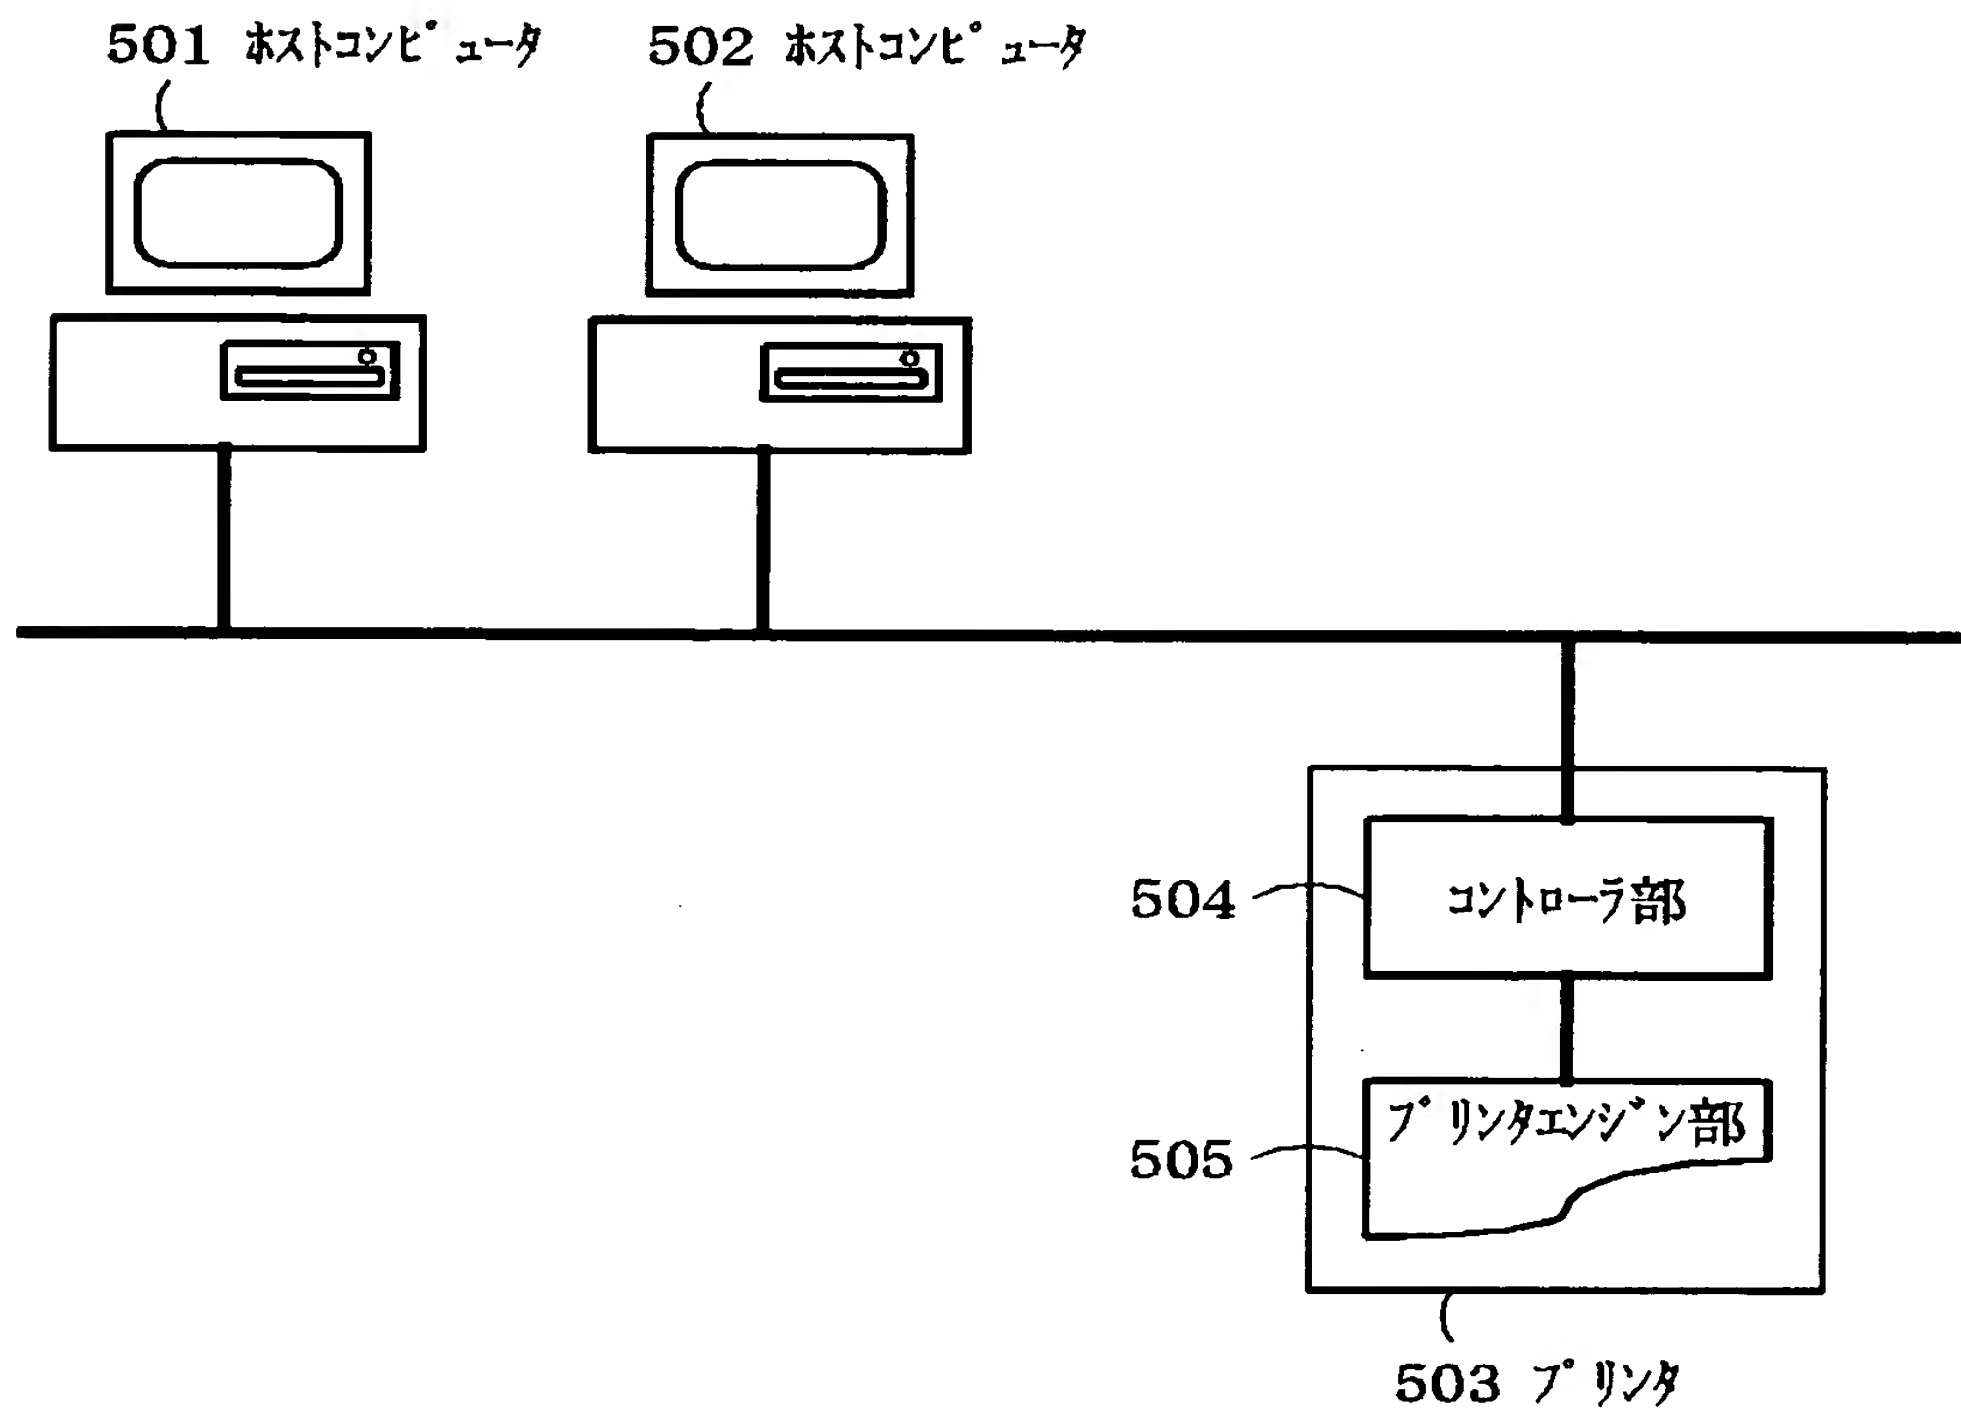 501 ホストコンピュータ
502 ホストコンピュータ
504
コントローラ部
505
プリンタエンジン部
503 プリンタ